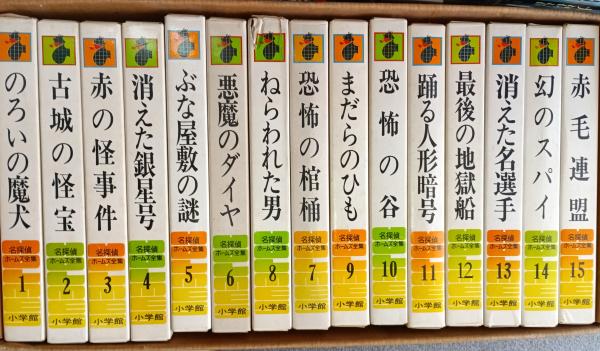 のろいの魔犬
名探偵
ホームズ全集
1
小学館
古城の怪宝
名探偵
ホームズ全集
2
小学館
赤の怪事件
名探偵
ホームズ全集
3
小学館
消えた銀星号
名探偵
ホームズ全集
4
小学館
ぶな屋敷の謎
名探偵
ホームズ全集
5
小学館
悪魔のダイヤ
名探偵
ホームズ全集
6
小学館
ねらわれた男
名探偵
ホームズ全集
8
小学館
恐怖の棺桶
名探偵
ホームズ全集
7
小学館
まだらのひも
名探偵
ホームズ全集
9
小学館
恐怖の谷
名探偵
ホームズ全集
10
小学館
踊る人形暗号
名探偵
ホームズ全集
11
小学館
最後の地獄船
名探偵
ホームズ全集
12
小学館
消えた名選手
名探偵
ホームズ全集
13
小学館
幻のスパイ
名探偵
ホームズ全集
14
小学館
赤毛連盟
名探偵
ホームズ全集
15
小学館